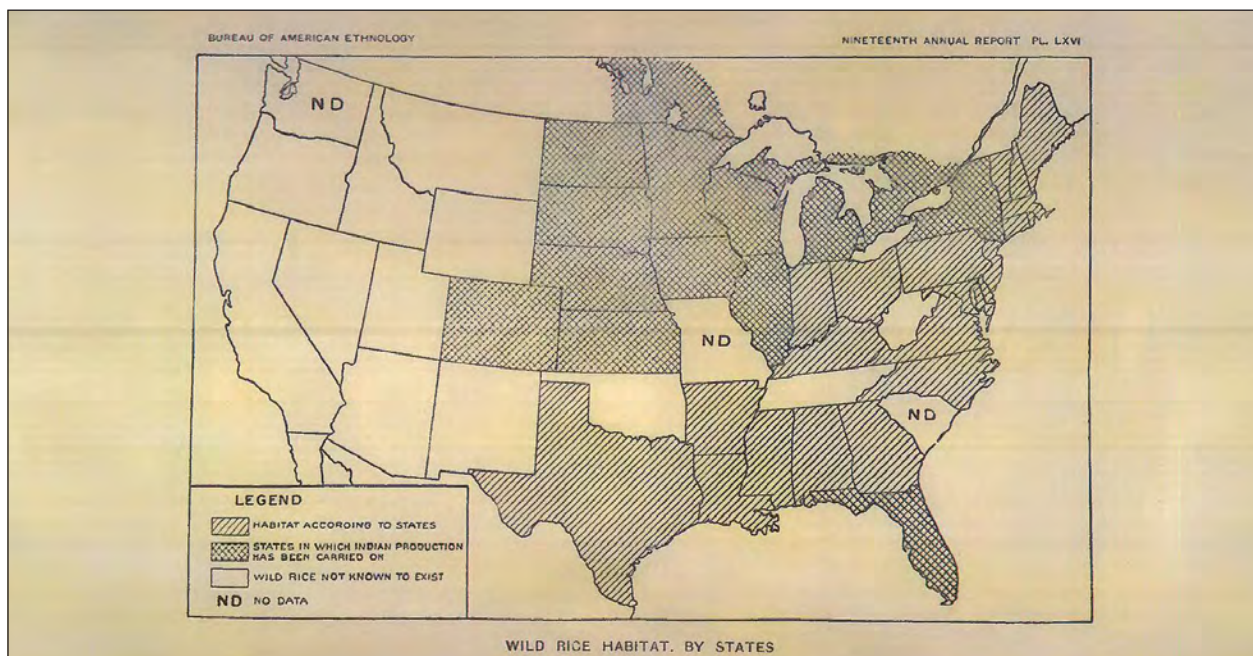 BUREAU OF AMERICAN ETHNOLOGY
NINETEENTH ANNUAL REPORT PL. LXVI
ND
ND
ND
LEGEND
HABITAT ACCORDING TO STATES
STATES IN WHICH INDIAN PRODUCTION
HAS BEEN CARRIED ON
WILD RICE NOT KNOWN TO EXIST
ND NO DATA
WILD RICE HABITAT, BY STATES